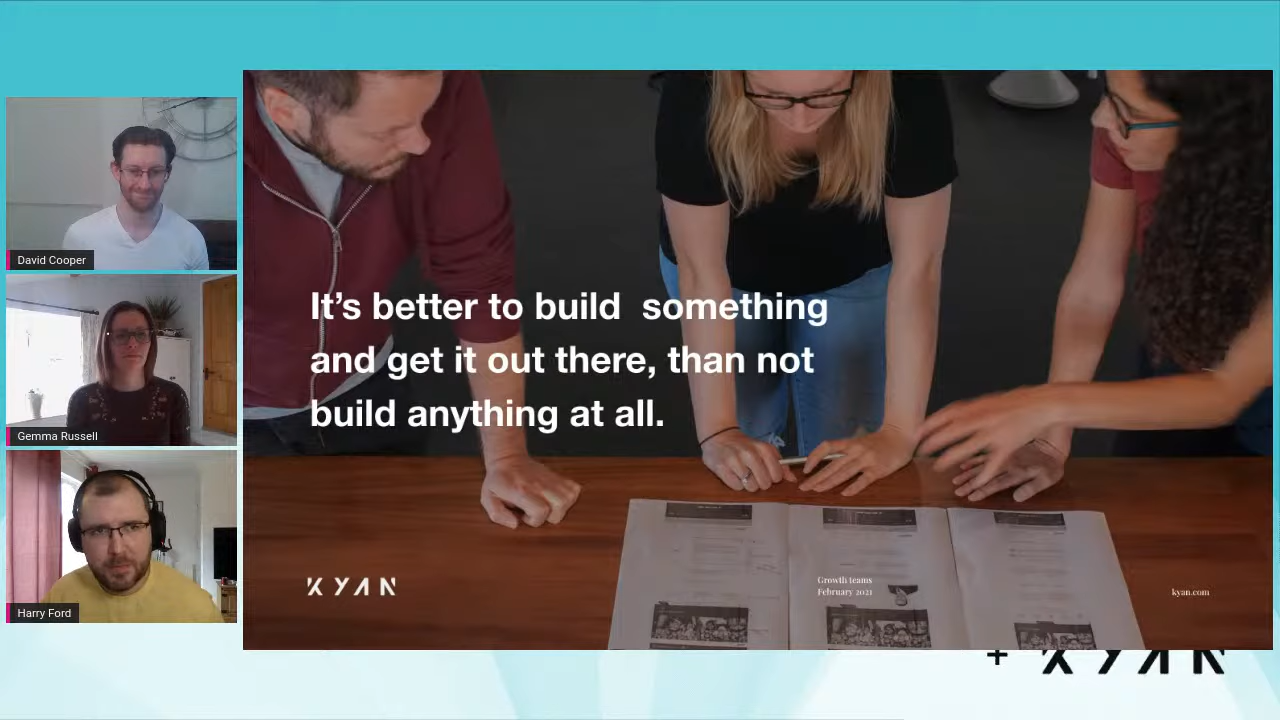 David Cooper
Gemma Russell
Harry Ford
It's better to build  something
and get it out there, than not
build anything at all.
KYAN
Growth teams
February 2021
kyan.com
+ KYAN